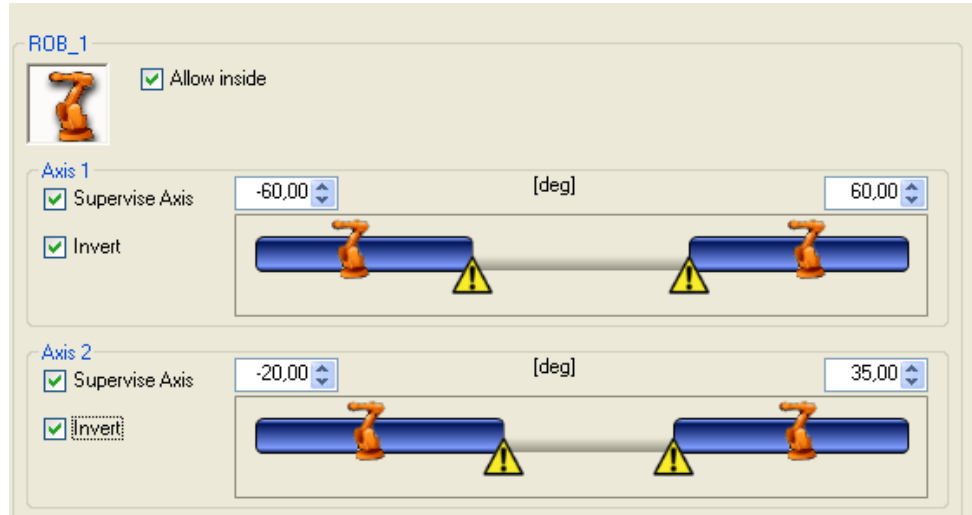 ROB_1
Allow inside
Axis 1
Supervise Axis -60,00 [deg] 60,00
Invert
Axis 2
Supervise Axis -20,00 [deg] 35,00
Invert